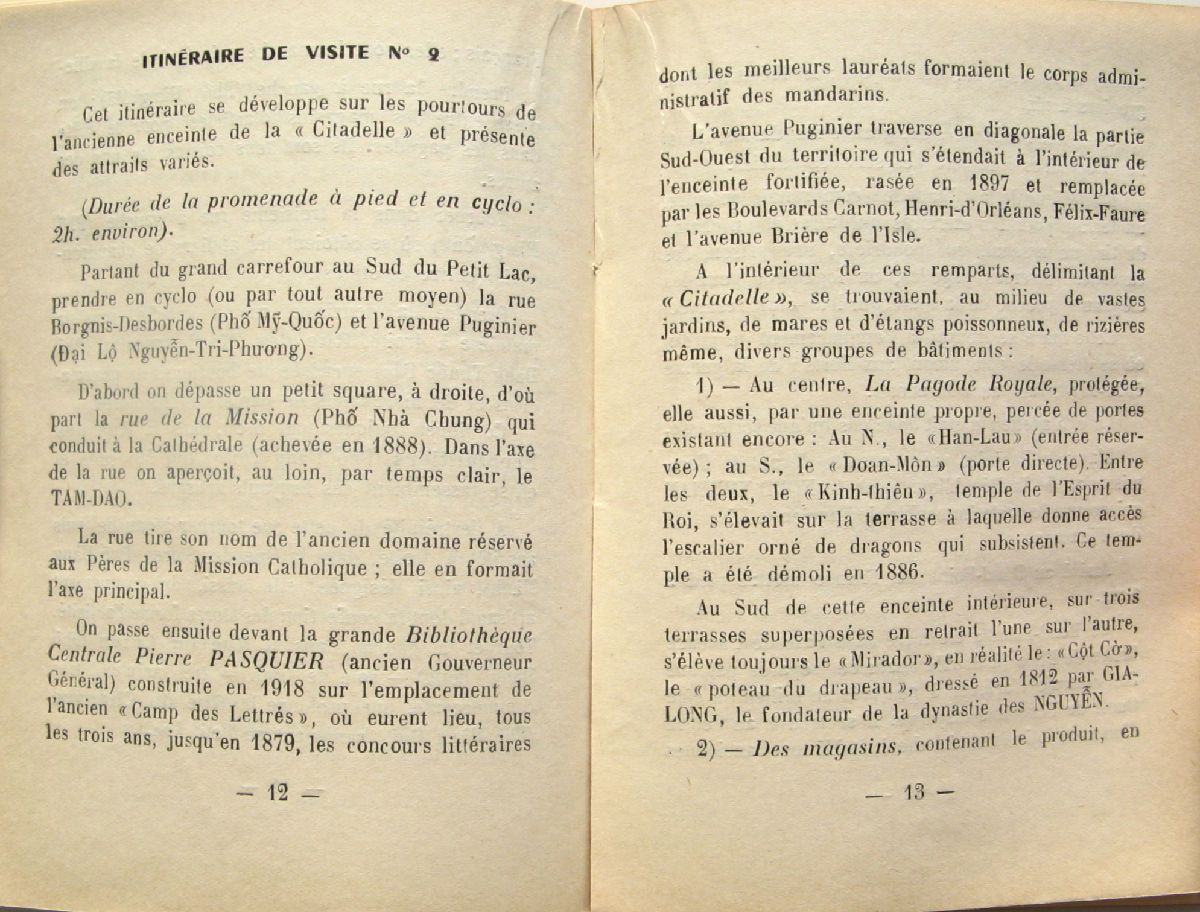 ITINÉRAIRE DE VISITE Nº 2
Cet itinéraire se développe sur les pourtours de
l'ancienne enceinte de la « Citadelle » et présente
des attraits variés.
(Durée de la promenade à pied et en cyclo :
2h. environ).
Partant du grand carrefour au Sud du Petit Lac,
prendre en cyclo (ou par tout autre moyen) la rue
Borgnis-Desbordes (Phố Mỹ-Quốc) et l'avenue Puginier
(Đại Lộ Nguyễn-Tri-Phương).
D'abord on dépasse un petit square, à droite, d'où
part la rue de la Mission (Phố Nhà Chung) qui
conduit à la Cathédrale (achevée en 1888). Dans l'axe
de la rue on aperçoit, au loin, par temps clair, le
TAM-DAO.
La rue tire son nom de l'ancien domaine réservé
aux Pères de la Mission Catholique ; elle en formait
l'axe principal.
On passe ensuite devant la grande Bibliothèque
Centrale Pierre PASQUIER (ancien Gouverneur
Général) construite en 1918 sur l'emplacement de
l'ancien « Camp des Lettrés », où eurent lieu, tous
les trois ans, jusqu'en 1879, les concours littéraires
— 12 —
dont les meilleurs lauréats formaient le corps admi-
nistratif des mandarins.
L'avenue Puginier traverse en diagonale la partie
Sud-Ouest du territoire qui s'étendait à l'intérieur de
l'enceinte fortifiée, rasée en 1897 et remplacée
par les Boulevards Carnot, Henri-d'Orléans, Félix-Faure
et l'avenue Brière de l'Isle.
A l'intérieur de ces remparts, délimitant la
« Citadelle », se trouvaient, au milieu de vastes
jardins, de mares et d'étangs poissonneux, de rizières
même, divers groupes de bâtiments :
1) — Au centre, La Pagode Royale, protégée,
elle aussi, par une enceinte propre, percée de portes
existant encore : Au N., le «Han-Lau» (entrée réser-
vée) ; au S., le « Doan-Môn » (porte directe). Entre
les deux, le « Kinh-thiên », temple de l'Esprit du
Roi, s'élevait sur la terrasse à laquelle donne accès
l'escalier orné de dragons qui subsistent. Ce tem-
ple a été démoli en 1886.
Au Sud de cette enceinte intérieure, sur trois
terrasses superposées en retrait l'une sur l'autre,
s'élève toujours le «Mirador», en réalité le : «Cột Cờ»,
le « poteau du drapeau », dressé en 1812 par GIA-
LONG, le fondateur de la dynastie des NGUYỄN.
2) — Des magasins, contenant le produit, en
— 13 —